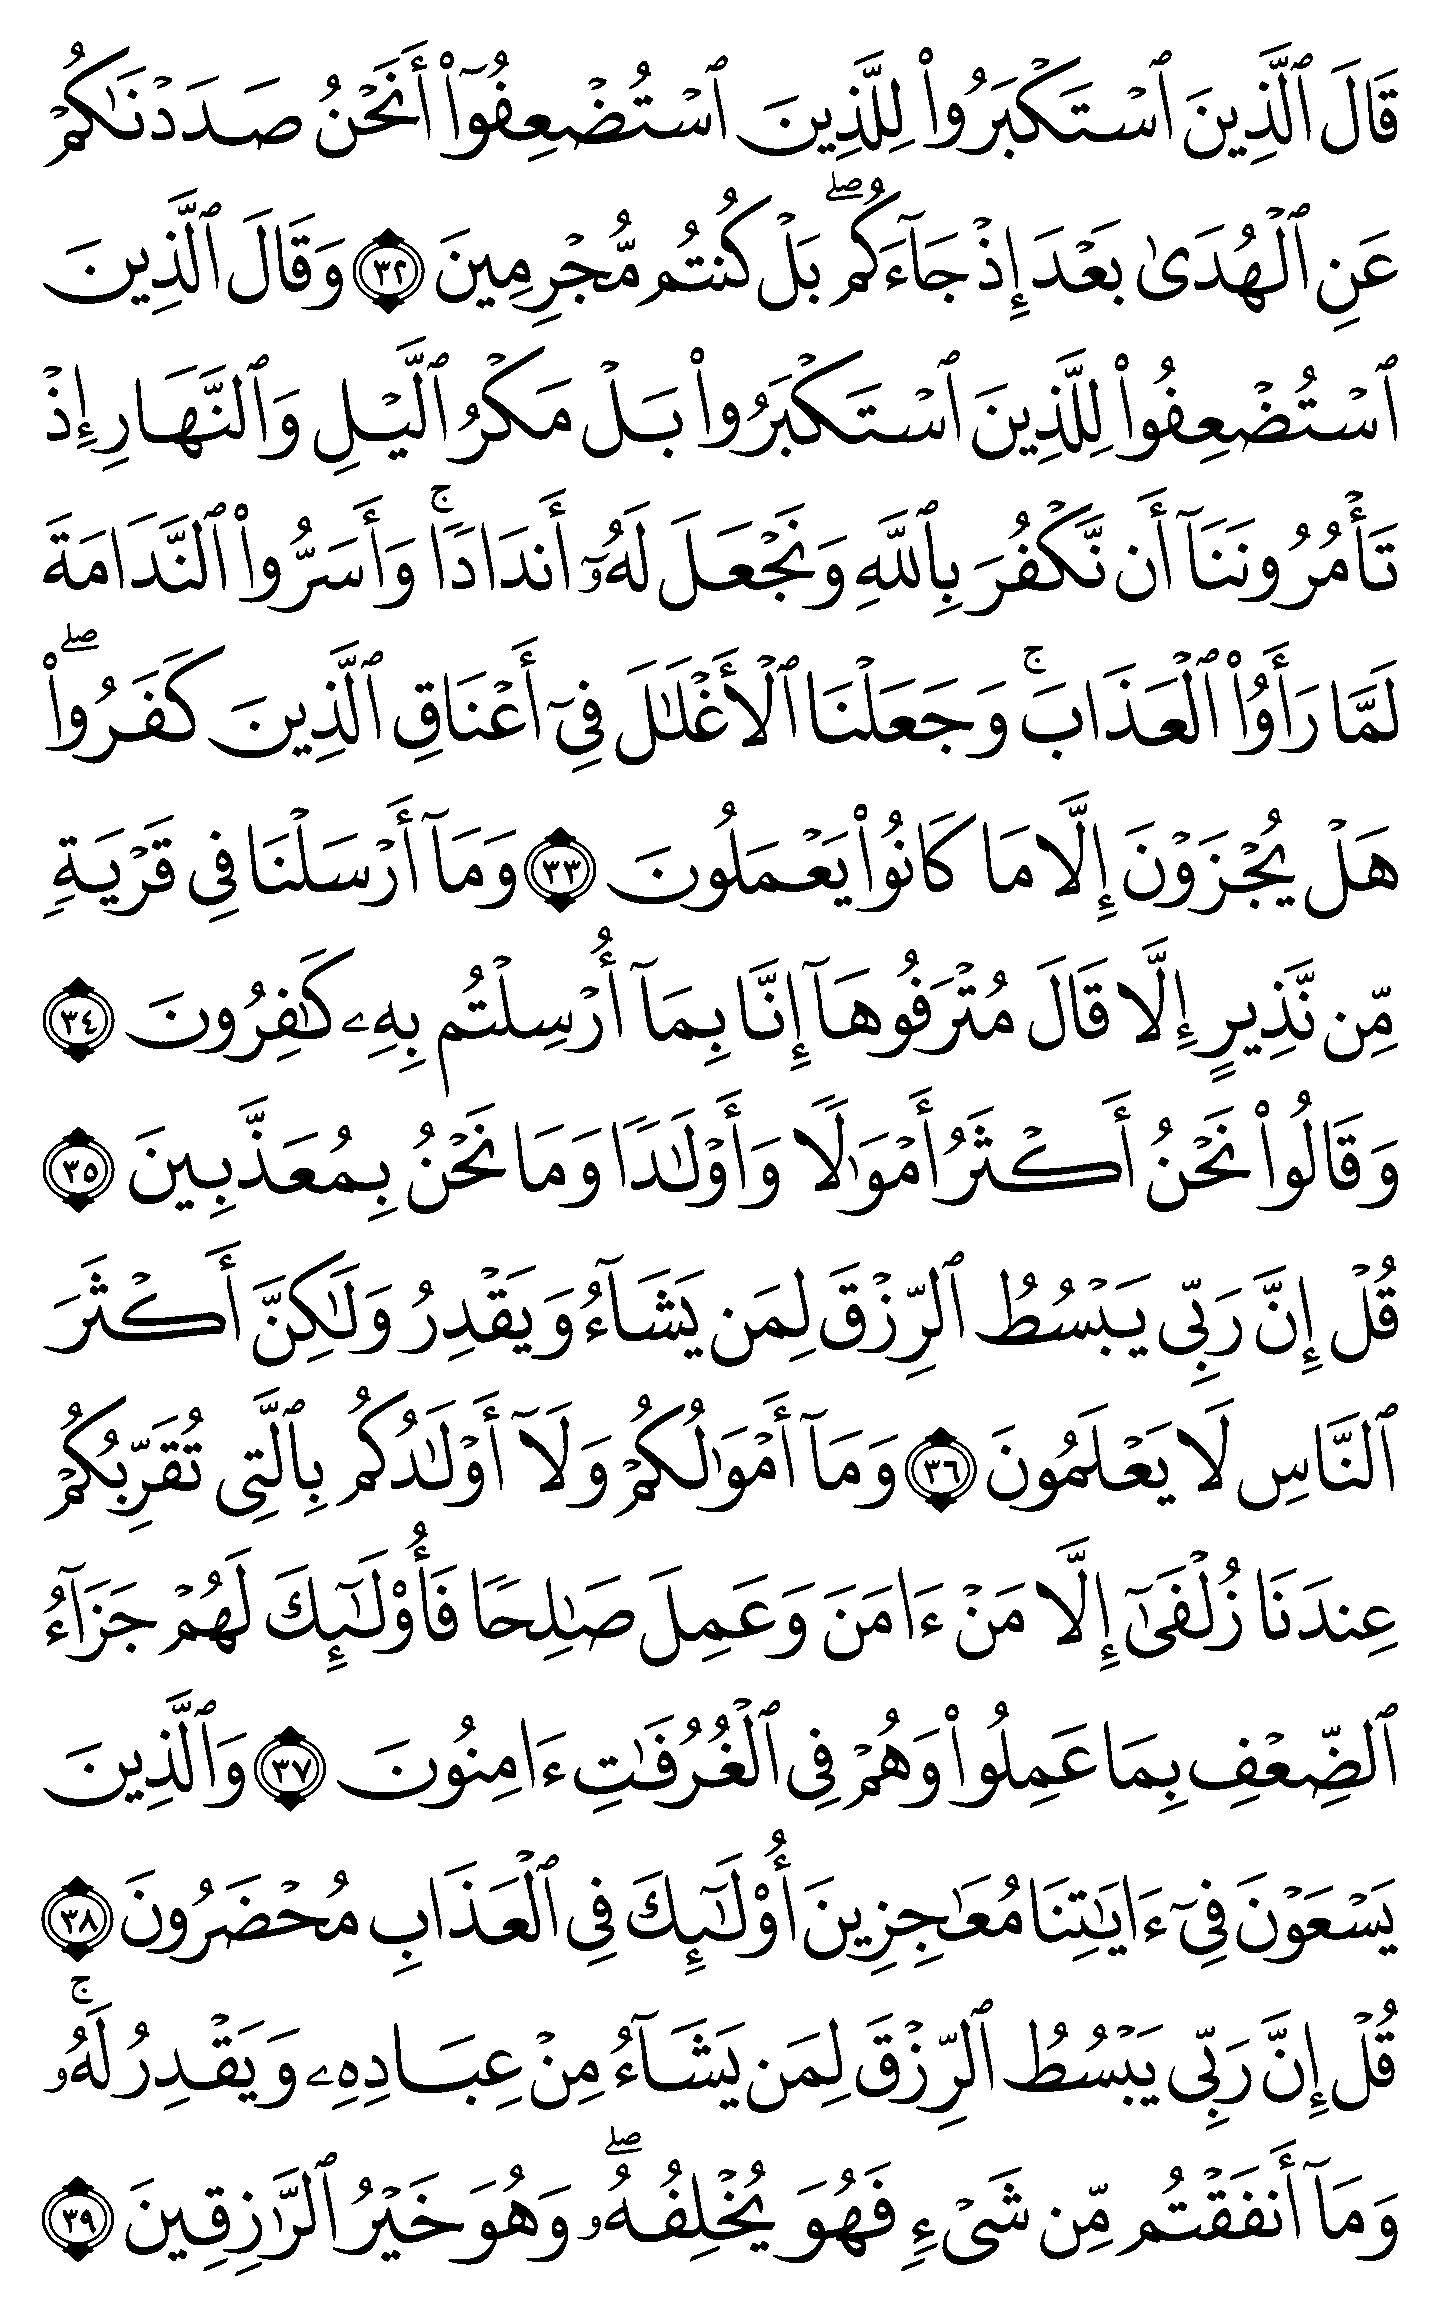 قَالَ ٱلَّذِينَ ٱسْتَكْبَرُوا۟ لِلَّذِينَ ٱسْتُضْعِفُوٓا۟ أَنَحْنُ صَدَدْنَـٰكُمْ
عَنِ ٱلْهُدَىٰ بَعْدَ إِذْ جَآءَكُم ۖ بَلْ كُنتُم مُّجْرِمِينَ ٣٢ وَقَالَ ٱلَّذِينَ
ٱسْتُضْعِفُوا۟ لِلَّذِينَ ٱسْتَكْبَرُوا۟ بَلْ مَكْرُ ٱلَّيْلِ وَٱلنَّهَارِ إِذْ
تَأْمُرُونَنَآ أَن نَّكْفُرَ بِٱللَّهِ وَنَجْعَلَ لَهُۥٓ أَندَادًا ۚ وَأَسَرُّوا۟ ٱلنَّدَامَةَ
لَمَّا رَأَوُا۟ ٱلْعَذَابَ ۚ وَجَعَلْنَا ٱلْأَغْلَـٰلَ فِىٓ أَعْنَاقِ ٱلَّذِينَ كَفَرُوا۟ ۖ
هَلْ يُجْزَوْنَ إِلَّا مَا كَانُوا۟ يَعْمَلُونَ ٣٣ وَمَآ أَرْسَلْنَا فِى قَرْيَةٍ
مِّن نَّذِيرٍ إِلَّا قَالَ مُتْرَفُوهَآ إِنَّا بِمَآ أُرْسِلْتُم بِهِۦ كَـٰفِرُونَ ٣٤
وَقَالُوا۟ نَحْنُ أَكْثَرُ أَمْوَٰلًا وَأَوْلَـٰدًا وَمَا نَحْنُ بِمُعَذَّبِينَ ٣٥
قُلْ إِنَّ رَبِّى يَبْسُطُ ٱلرِّزْقَ لِمَن يَشَآءُ وَيَقْدِرُ وَلَـٰكِنَّ أَكْثَرَ
ٱلنَّاسِ لَا يَعْلَمُونَ ٣٦ وَمَآ أَمْوَٰلُكُمْ وَلَآ أَوْلَـٰدُكُم بِٱلَّتِى تُقَرِّبُكُمْ
عِندَنَا زُلْفَىٰٓ إِلَّا مَنْ ءَامَنَ وَعَمِلَ صَـٰلِحًا فَأُو۟لَـٰٓئِكَ لَهُمْ جَزَآءُ
ٱلضِّعْفِ بِمَا عَمِلُوا۟ وَهُمْ فِى ٱلْغُرُفَـٰتِ ءَامِنُونَ ٣٧ وَٱلَّذِينَ
يَسْعَوْنَ فِىٓ ءَايَـٰتِنَا مُعَـٰجِزِينَ أُو۟لَـٰٓئِكَ فِى ٱلْعَذَابِ مُحْضَرُونَ ٣٨
قُلْ إِنَّ رَبِّى يَبْسُطُ ٱلرِّزْقَ لِمَن يَشَآءُ مِنْ عِبَادِهِۦ وَيَقْدِرُ لَهُۥ ۚ
وَمَآ أَنفَقْتُم مِّن شَىْءٍ فَهُوَ يُخْلِفُهُۥ ۖ وَهُوَ خَيْرُ ٱلرَّٰزِقِينَ ٣٩